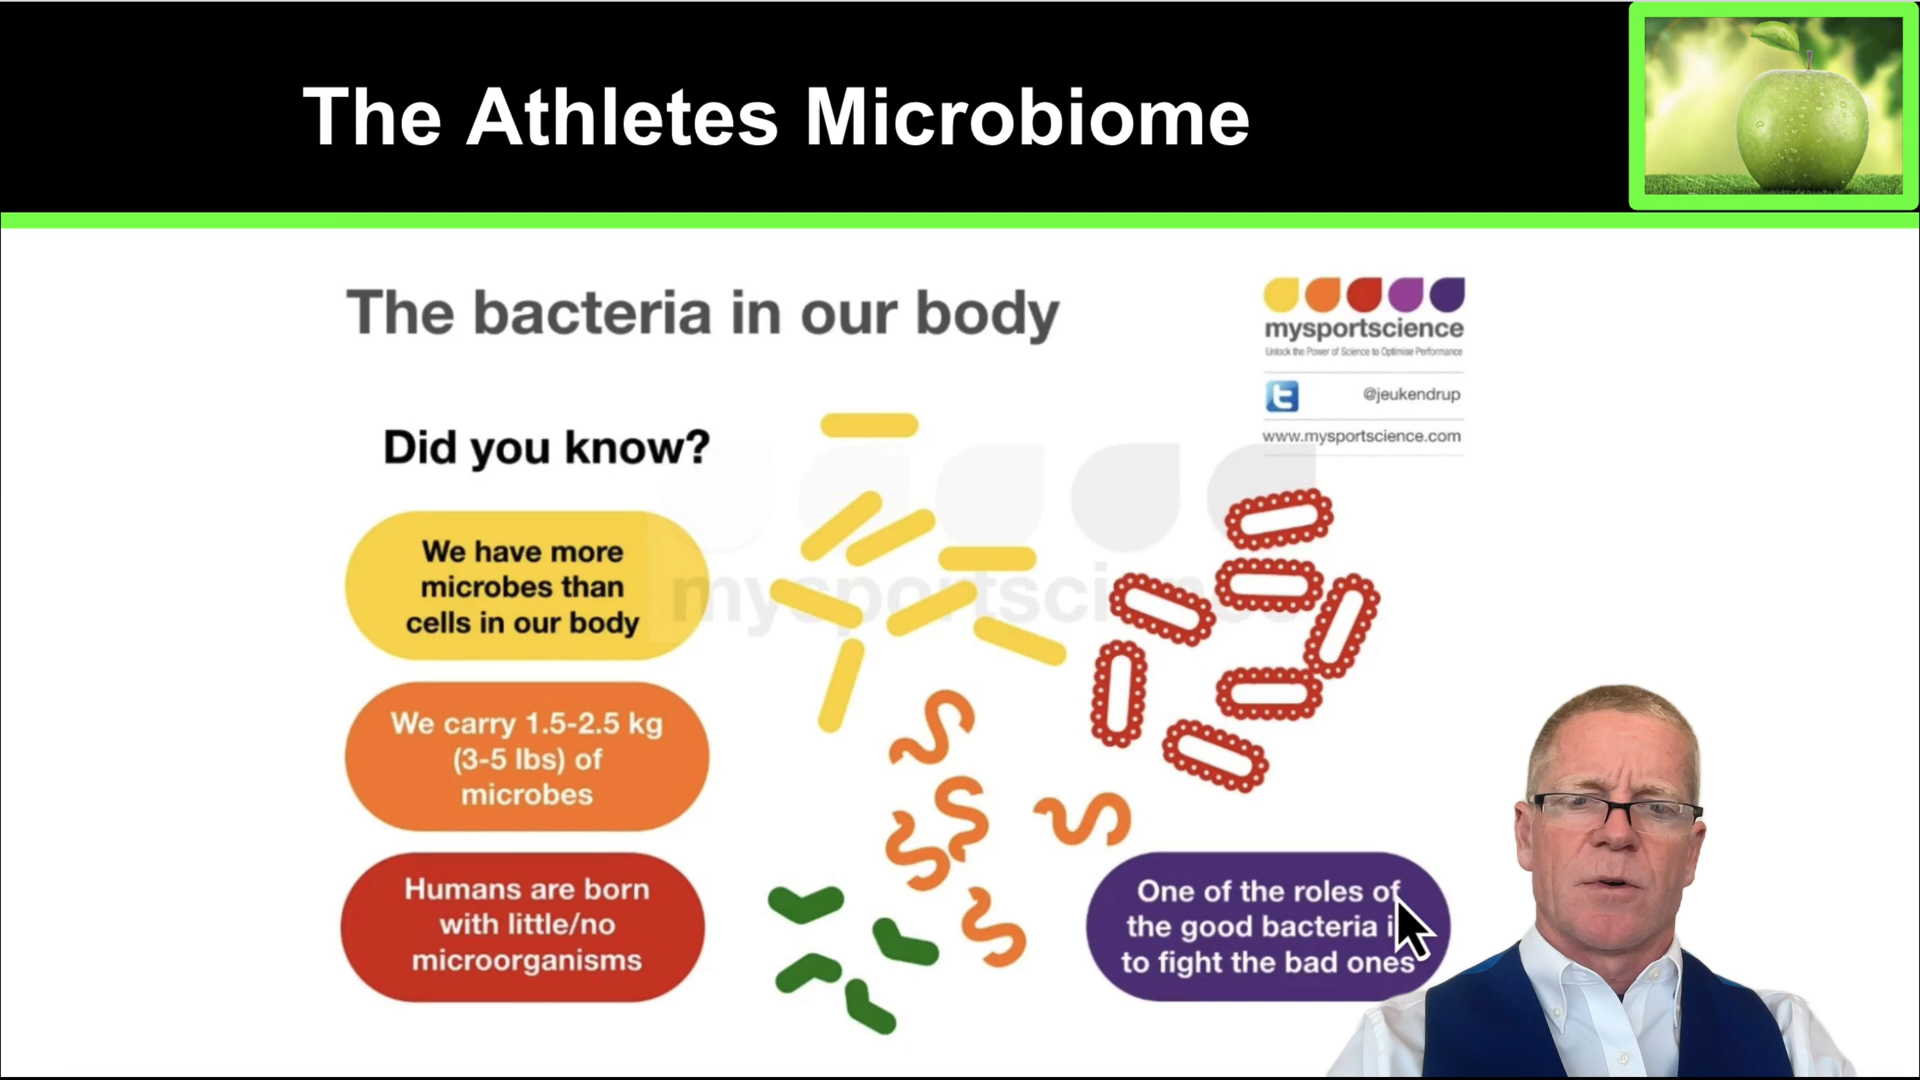 The Athletes Microbiome
The bacteria in our body
mysportscience
Unlock the Power of Science to Optimise Performance
@jeukendrup
www.mysportscience.com
Did you know?
We have more
microbes than
cells in our body
We carry 1.5-2.5 kg
(3-5 lbs) of
microbes
Humans are born
with little/no
microorganisms
One of the roles of
the good bacteria i
to fight the bad ones
mysportscience